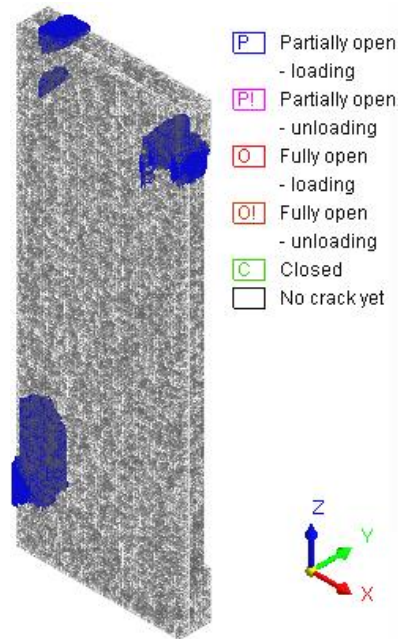 P Partially open
- loading
P! Partially open
- unloading
O Fully open
- loading
O! Fully open
- unloading
C Closed
No crack yet
Z
Y
X